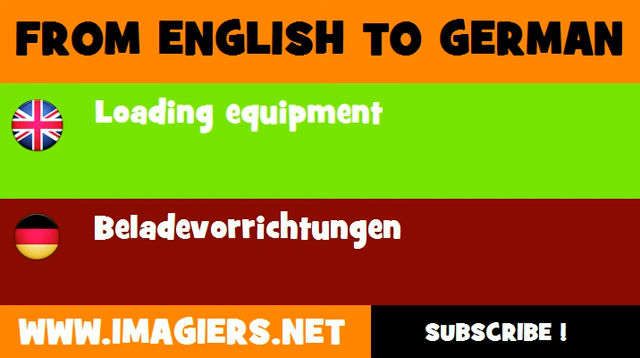 FROM ENGLISH TO GERMAN
Loading equipment
Beladevorrichtungen
WWW.IMAGIERS.NET
SUBSCRIBE !